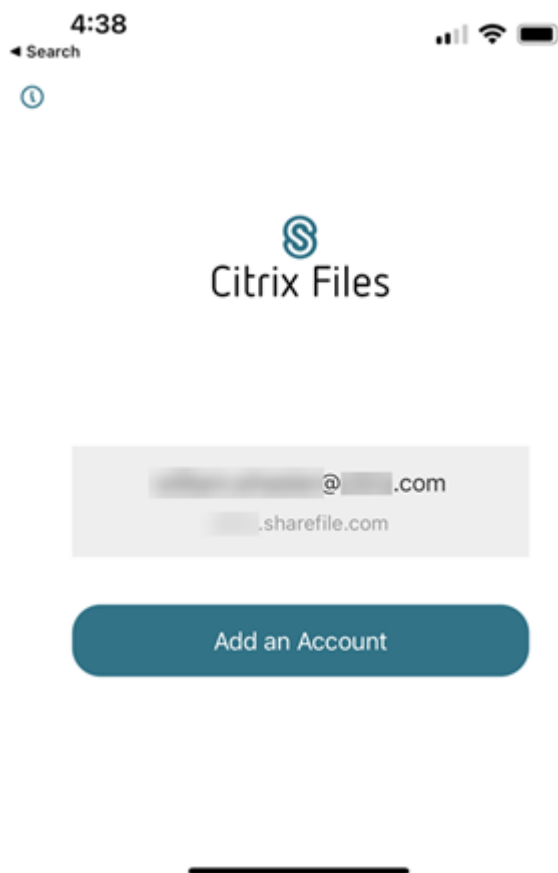 4:38
◀ Search
Citrix Files
@ .com
.sharefile.com
Add an Account